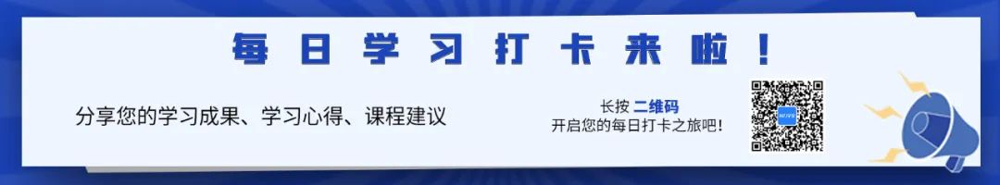 每日学习打卡来啦！
分享您的学习成果、学习心得、课程建议
长按 二维码
开启您的每日打卡之旅吧！